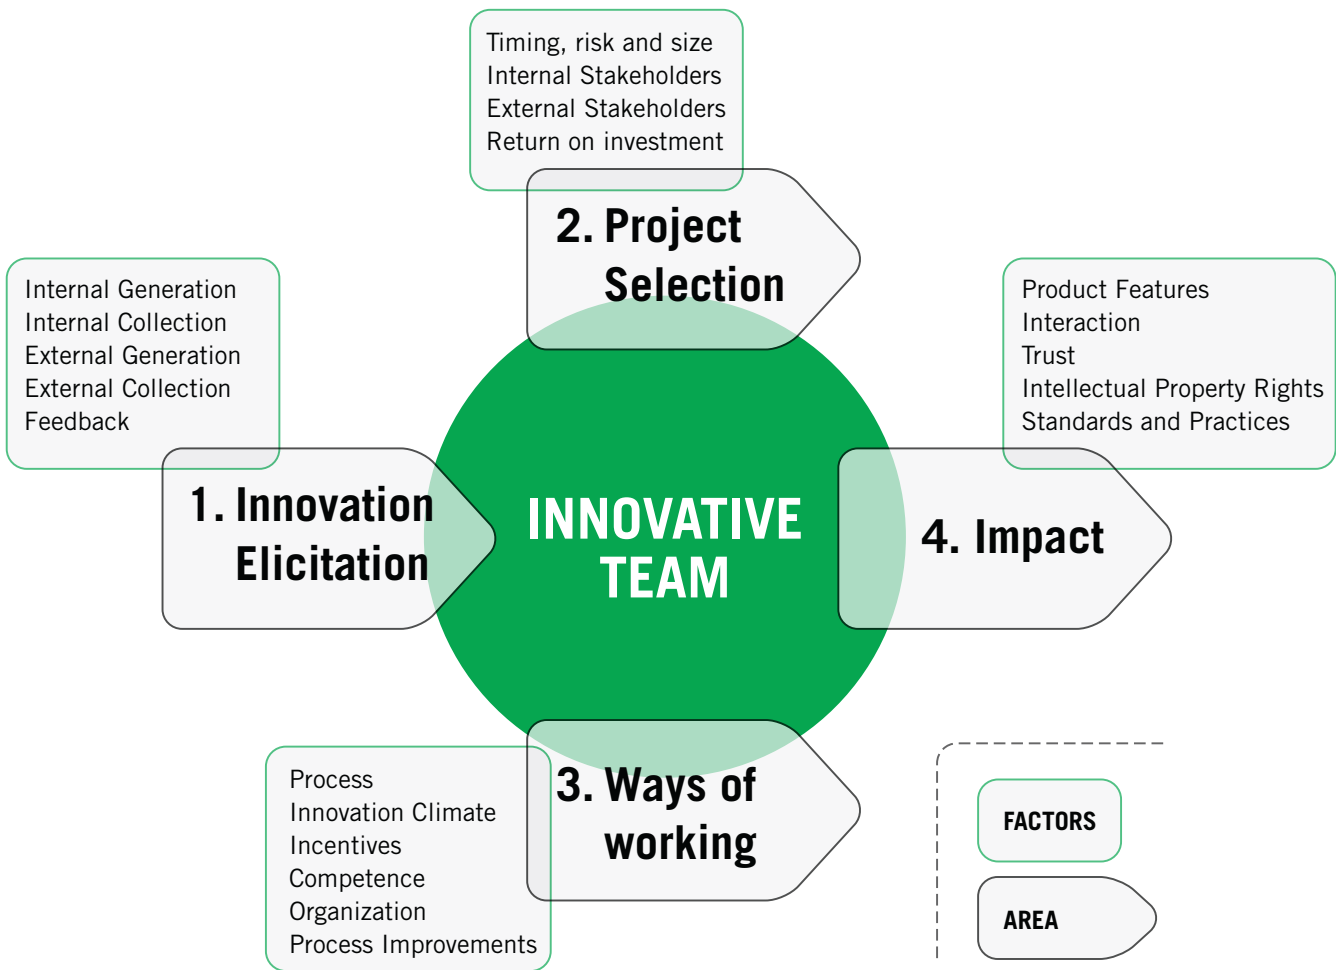 Timing, risk and size
Internal Stakeholders
External Stakeholders
Return on investment
2. Project
Selection
Internal Generation
Internal Collection
External Generation
External Collection
Feedback
1. Innovation
Elicitation
INNOVATIVE
TEAM
Product Features
Interaction
Trust
Intellectual Property Rights
Standards and Practices
4. Impact
Process
Innovation Climate
Incentives
Competence
Organization
Process Improvements
3. Ways of
working
FACTORS
AREA